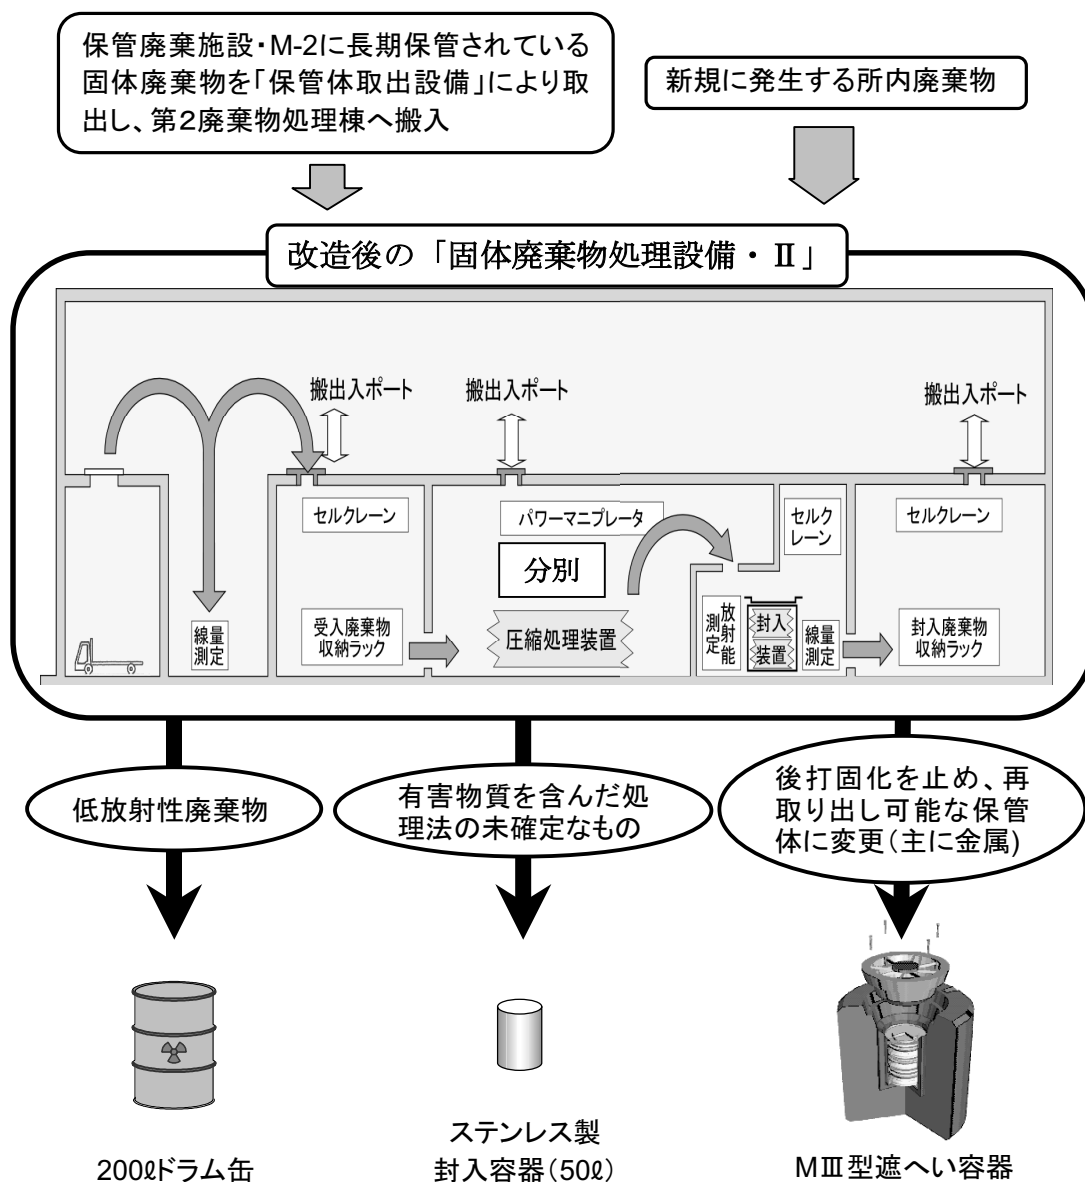 保管廃棄施設・M-2に長期保管されている
固体廃棄物を「保管体取出設備」により取
出し、第2廃棄物処理棟へ搬入
新規に発生する所内廃棄物
改造後の「固体廃棄物処理設備・Ⅱ」
搬出入ポート
搬出入ポート
搬出入ポート
セルクレーン
パワーマニプレータ
セルク
レーン
セルクレーン
分別
線量
測定
受入廃棄物
収納ラック
圧縮処理装置
放射能
測定
封入
装置
線量
測定
封入廃棄物
収納ラック
低放射性廃棄物
有害物質を含んだ処
理法の未確定なもの
後打固化を止め、再
取り出し可能な保管
体に変更(主に金属)
200ℓドラム缶
ステンレス製
封入容器(50ℓ)
MⅢ型遮へい容器